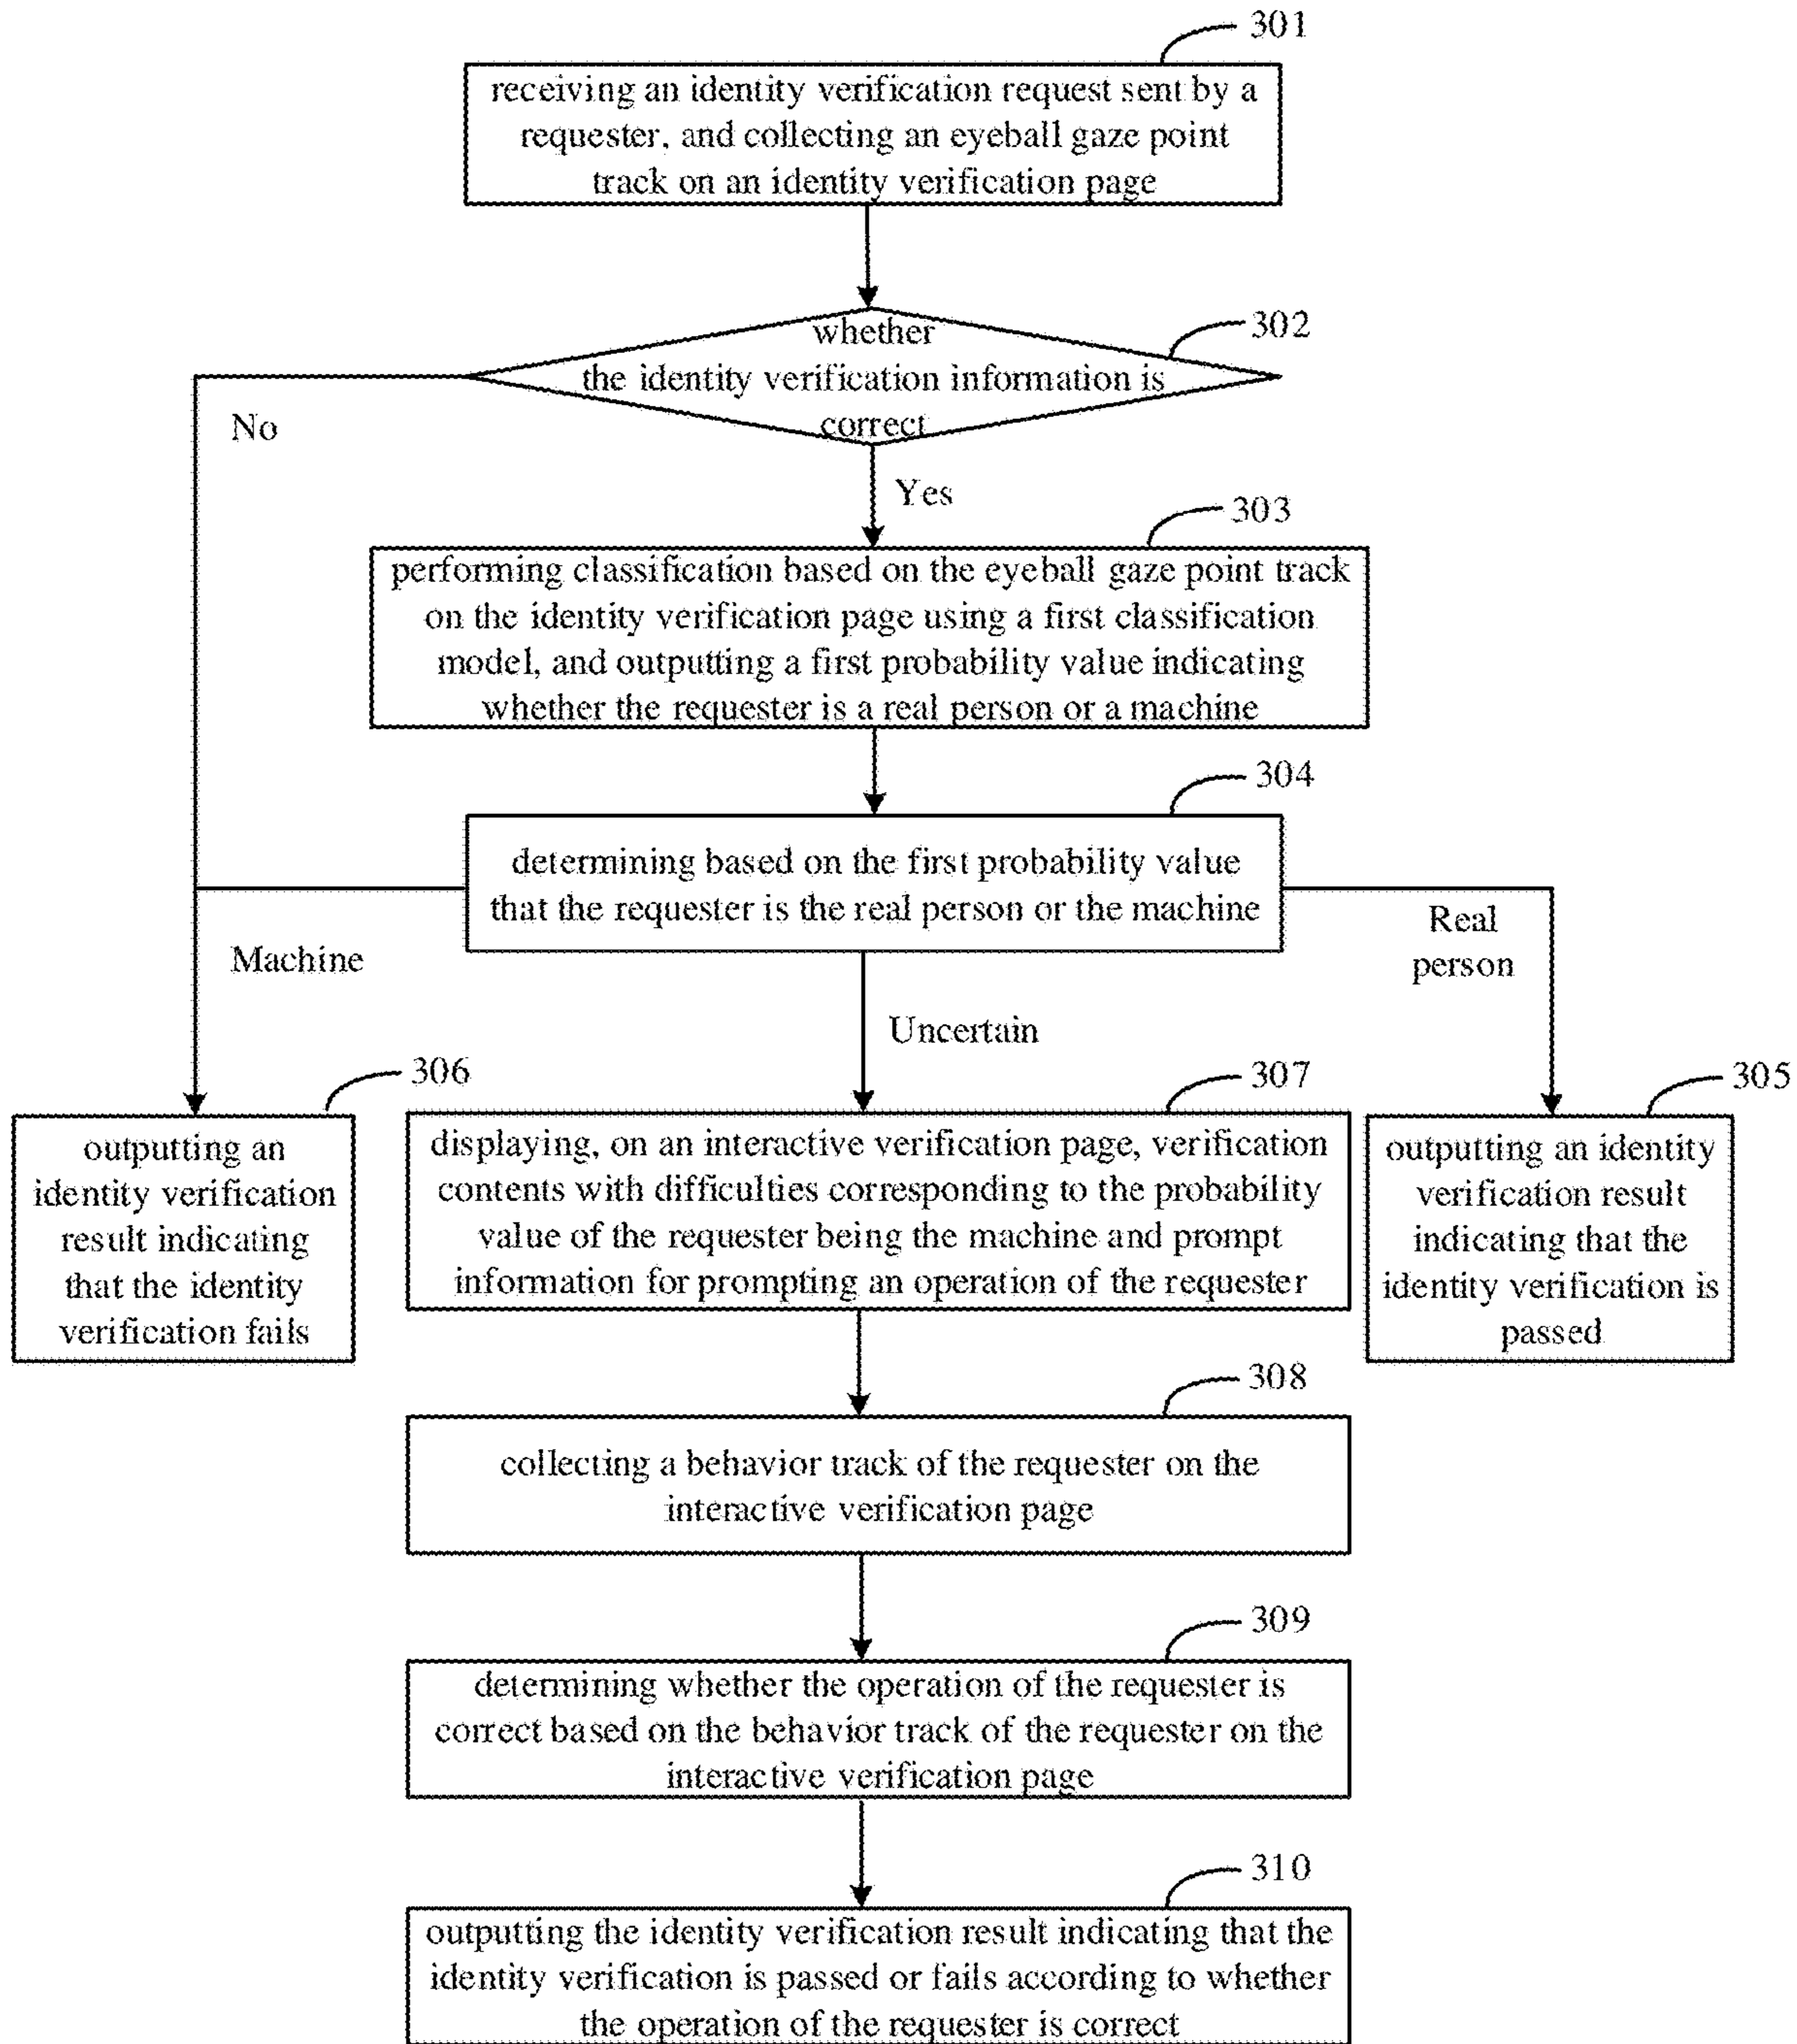 301
receiving an identity verification request sent by a
requester, and collecting an eyeball gaze point
track on an identity verification page
302
whether
the identity verification information is
correct
No
Yes
303
performing classification based on the eyeball gaze point track
on the identity verification page using a first classification
model, and outputting a first probability value indicating
whether the requester is a real person or a machine
304
determining based on the first probability value
that the requester is the real person or the machine
Machine
Uncertain
Real
person
306
outputting an
identity verification
result indicating
that the identity
verification fails
307
displaying, on an interactive verification page, verification
contents with difficulties corresponding to the probability
value of the requester being the machine and prompt
information for prompting an operation of the requester
305
outputting an identity
verification result
indicating that the
identity verification is
passed
308
collecting a behavior track of the requester on the
interactive verification page
309
determining whether the operation of the requester is
correct based on the behavior track of the requester on the
interactive verification page
310
outputting the identity verification result indicating that the
identity verification is passed or fails according to whether
the operation of the requester is correct